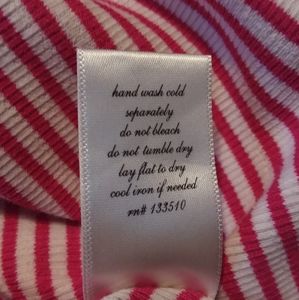 hand wash cold
separately
do not bleach
do not tumble dry
lay flat to dry
cool iron if needed
rn# 133510